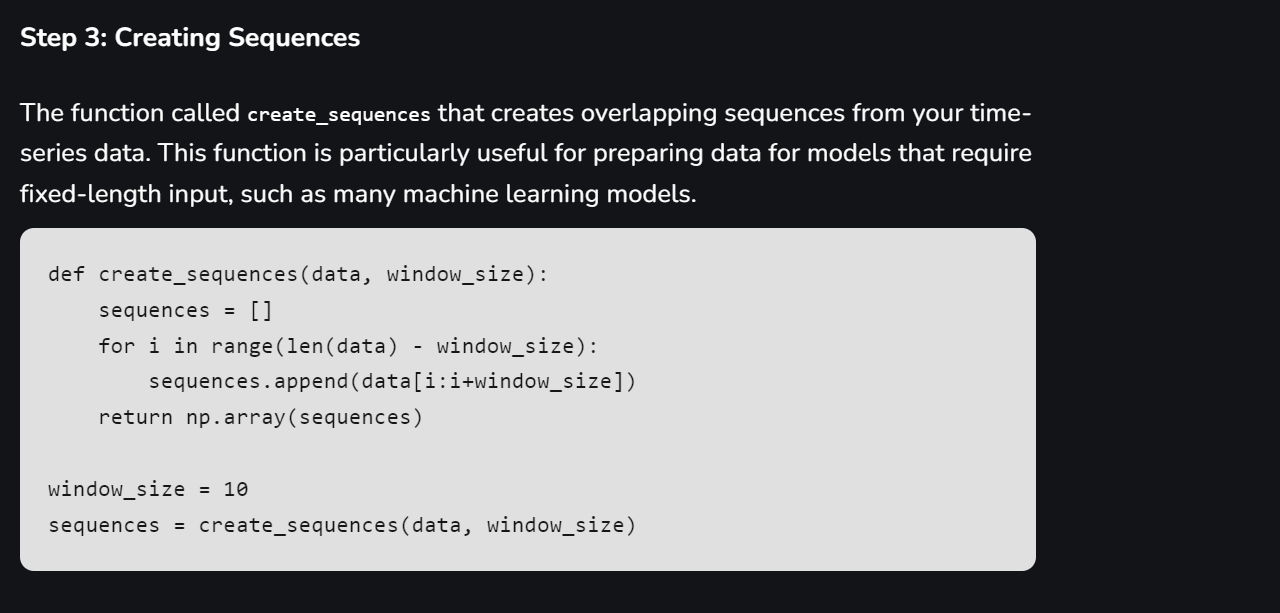 Step 3: Creating Sequences
The function called create_sequences that creates overlapping sequences from your time-
series data. This function is particularly useful for preparing data for models that require
fixed-length input, such as many machine learning models.
def create_sequences(data, window_size):
    sequences = []
    for i in range(len(data) - window_size):
        sequences.append(data[i:i+window_size])
    return np.array(sequences)

window_size = 10
sequences = create_sequences(data, window_size)